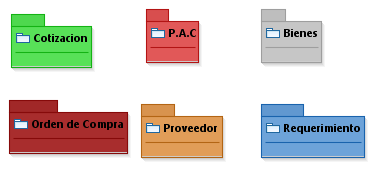 Cotizacion
P.A.C
Bienes
Orden de Compra
Proveedor
Requerimiento